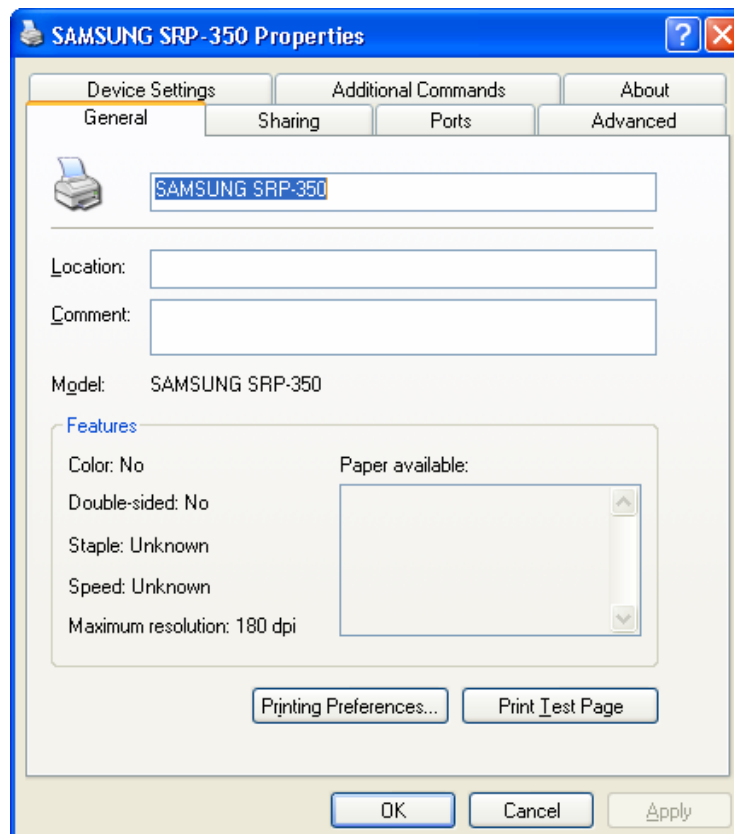 SAMSUNG SRP-350 Properties
Device Settings Additional Commands About
General Sharing Ports Advanced
SAMSUNG SRP-350
Location:
Comment:
Model: SAMSUNG SRP-350
Features
Color: No Paper available:
Double-sided: No
Staple: Unknown
Speed: Unknown
Maximum resolution: 180 dpi
Printing Preferences... Print Test Page
OK Cancel Apply